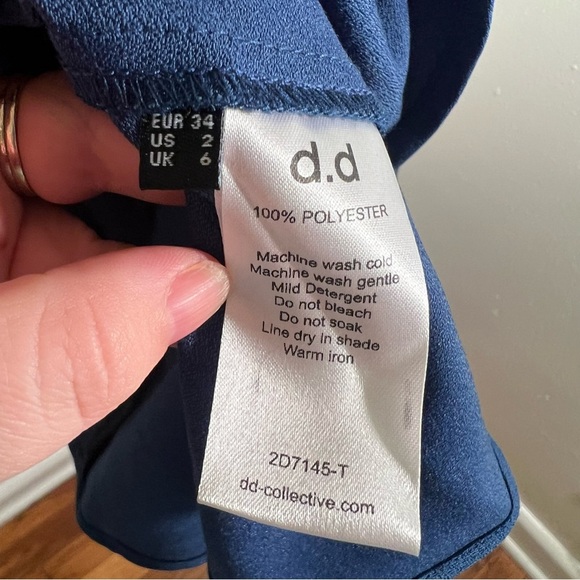 EUR 34
US 2
UK 6
d.d
100% POLYESTER
Machine wash cold
Machine wash gentle
Mild Detergent
Do not bleach
Do not soak
Line dry in shade
Warm iron
2D7145-T
dd-collective.com